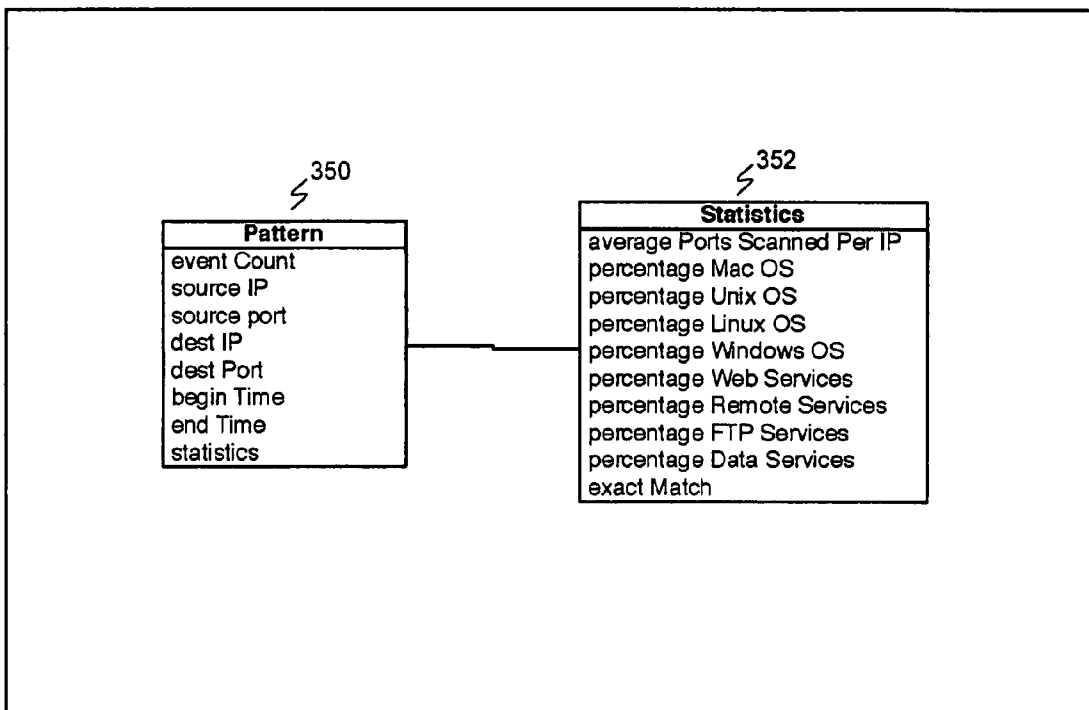 350
Pattern
event Count
source IP
source port
dest IP
dest Port
begin Time
end Time
statistics
352
Statistics
average Ports Scanned Per IP
percentage Mac OS
percentage Unix OS
percentage Linux OS
percentage Windows OS
percentage Web Services
percentage Remote Services
percentage FTP Services
percentage Data Services
exact Match